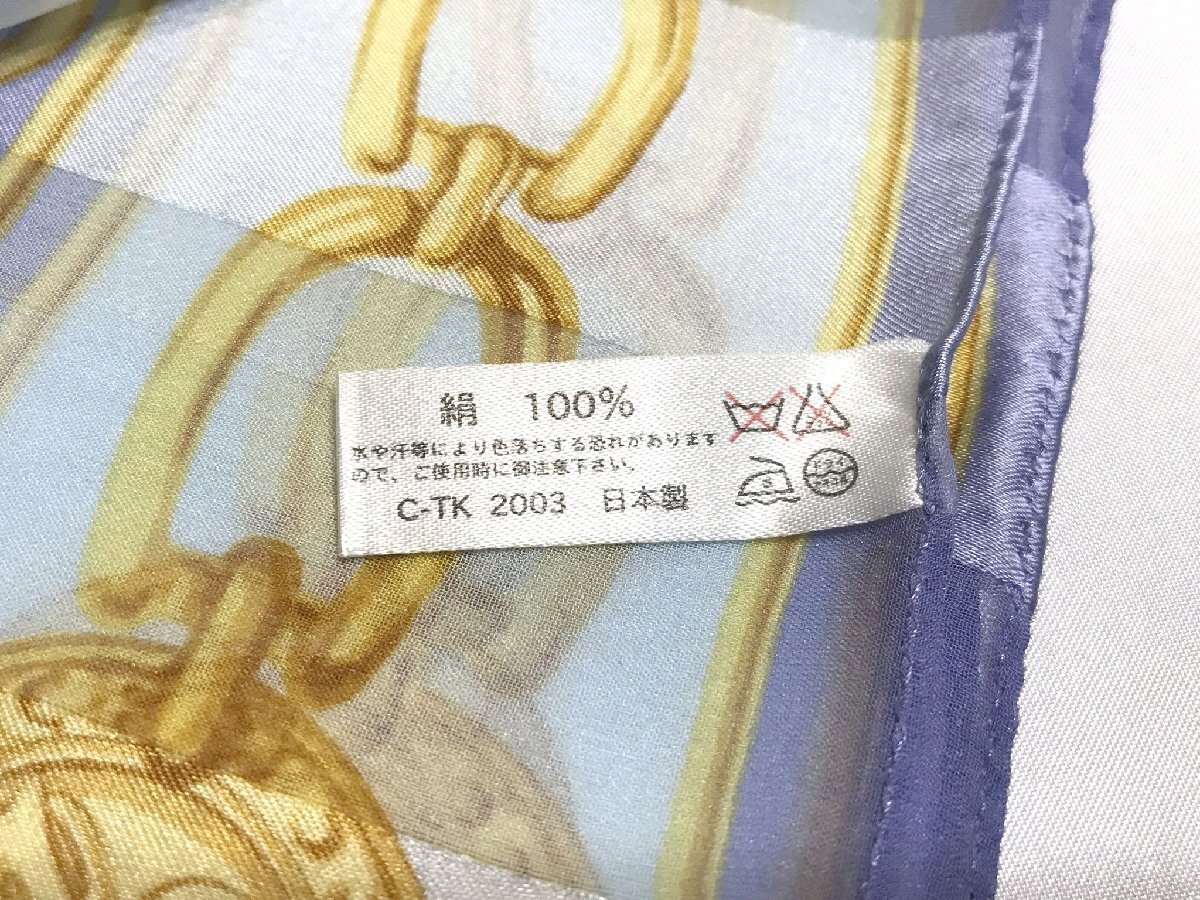 絹 100%
水や汗等により色落ちする恐れがあります
ので、ご使用時に御注意下さい。
C-TK 2003 日本製